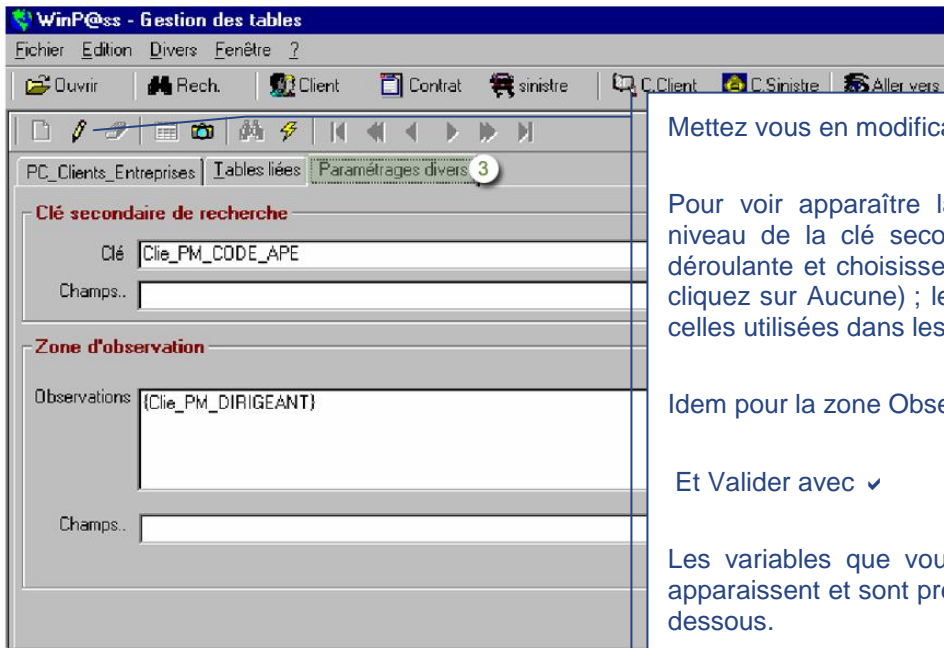 WinP@ss - Gestion des tables
Fichier Edition Divers Fenêtre ?
Ouvrir Rech. Client Contrat sinistre C.Client C.Sinistre Aller vers
PC_Clients_Entreprises Tables liées Paramétrages divers 3
Clé secondaire de recherche
Clé Clie_PM_CODE_APE
Champs..
Zone d'observation
Observations {Clie_PM_DIRIGEANT}
Champs..
Mettez vous en modifica
Pour voir apparaître l
niveau de la clé seco
déroulante et choisisse
cliquez sur Aucune) ; le
celles utilisées dans les
Idem pour la zone Obse
Et Valider avec
Les variables que vou
apparaissent et sont pr
dessous.